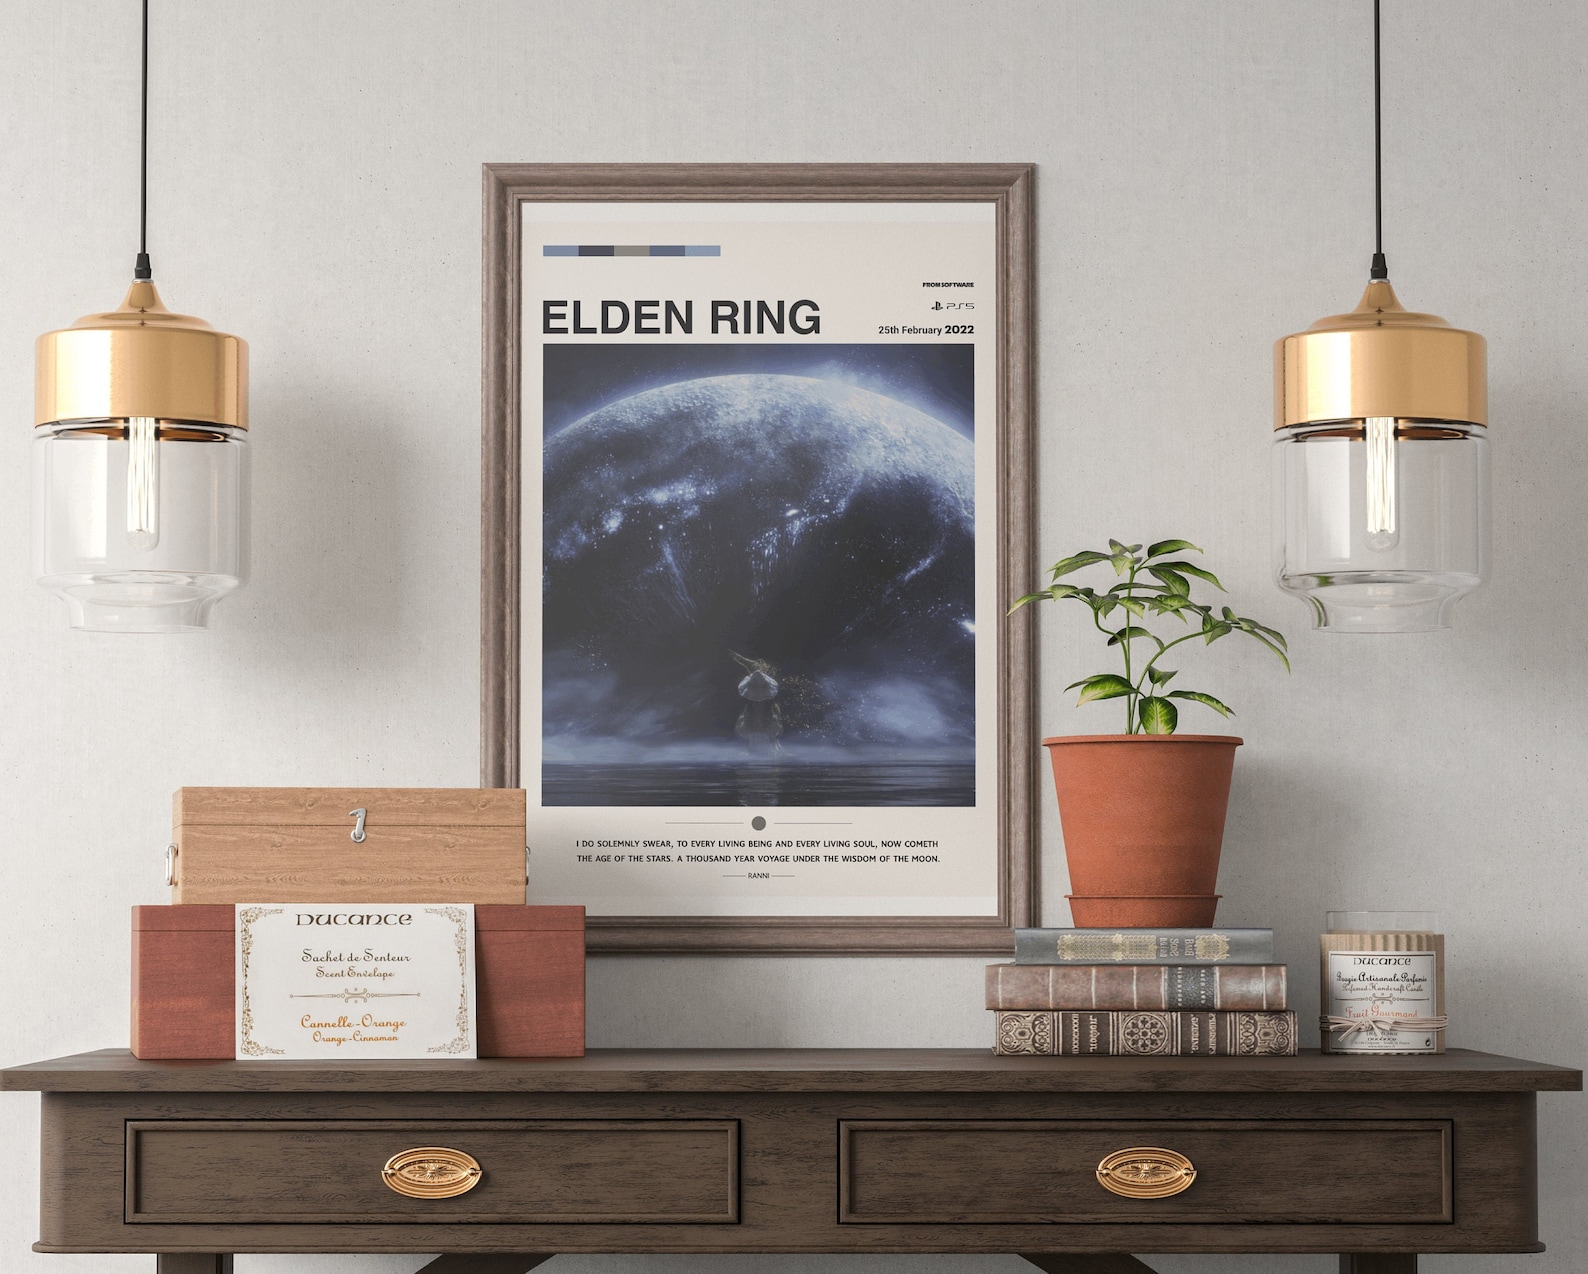 FROMSOFTWARE
PS5
ELDEN RING
25th February 2022
I DO SOLEMNLY SWEAR, TO EVERY LIVING BEING AND EVERY LIVING SOUL, NOW COMETH
THE AGE OF THE STARS. A THOUSAND YEAR VOYAGE UNDER THE WISDOM OF THE MOON.
RANNI
DUCANCE
Sachet de Senteur
Scent Envelope
Cannelle-Orange
Orange-Cinnamon
DUCANCE
Bougie Artisanale Parfumée
Perfumed Handcraft Candle
Fruit Gourmand